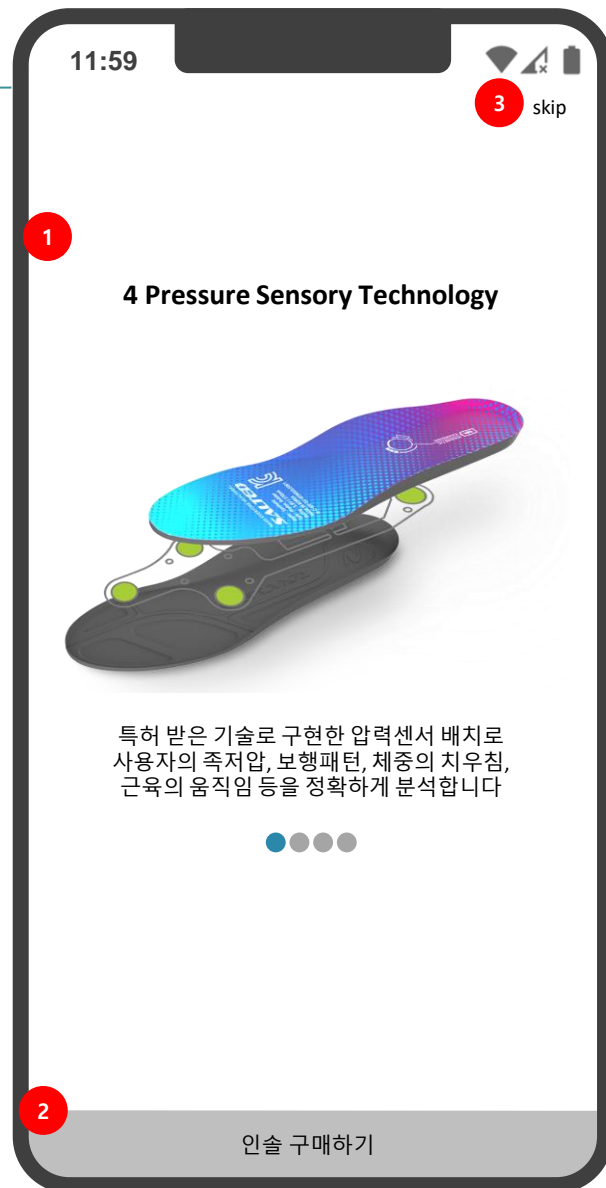 11:59
3
skip
1
4 Pressure Sensory Technology
SALTED
특허 받은 기술로 구현한 압력센서 배치로
사용자의 족저압, 보행패턴, 체중의 치우침,
근육의 움직임 등을 정확하게 분석합니다
2
인솔 구매하기